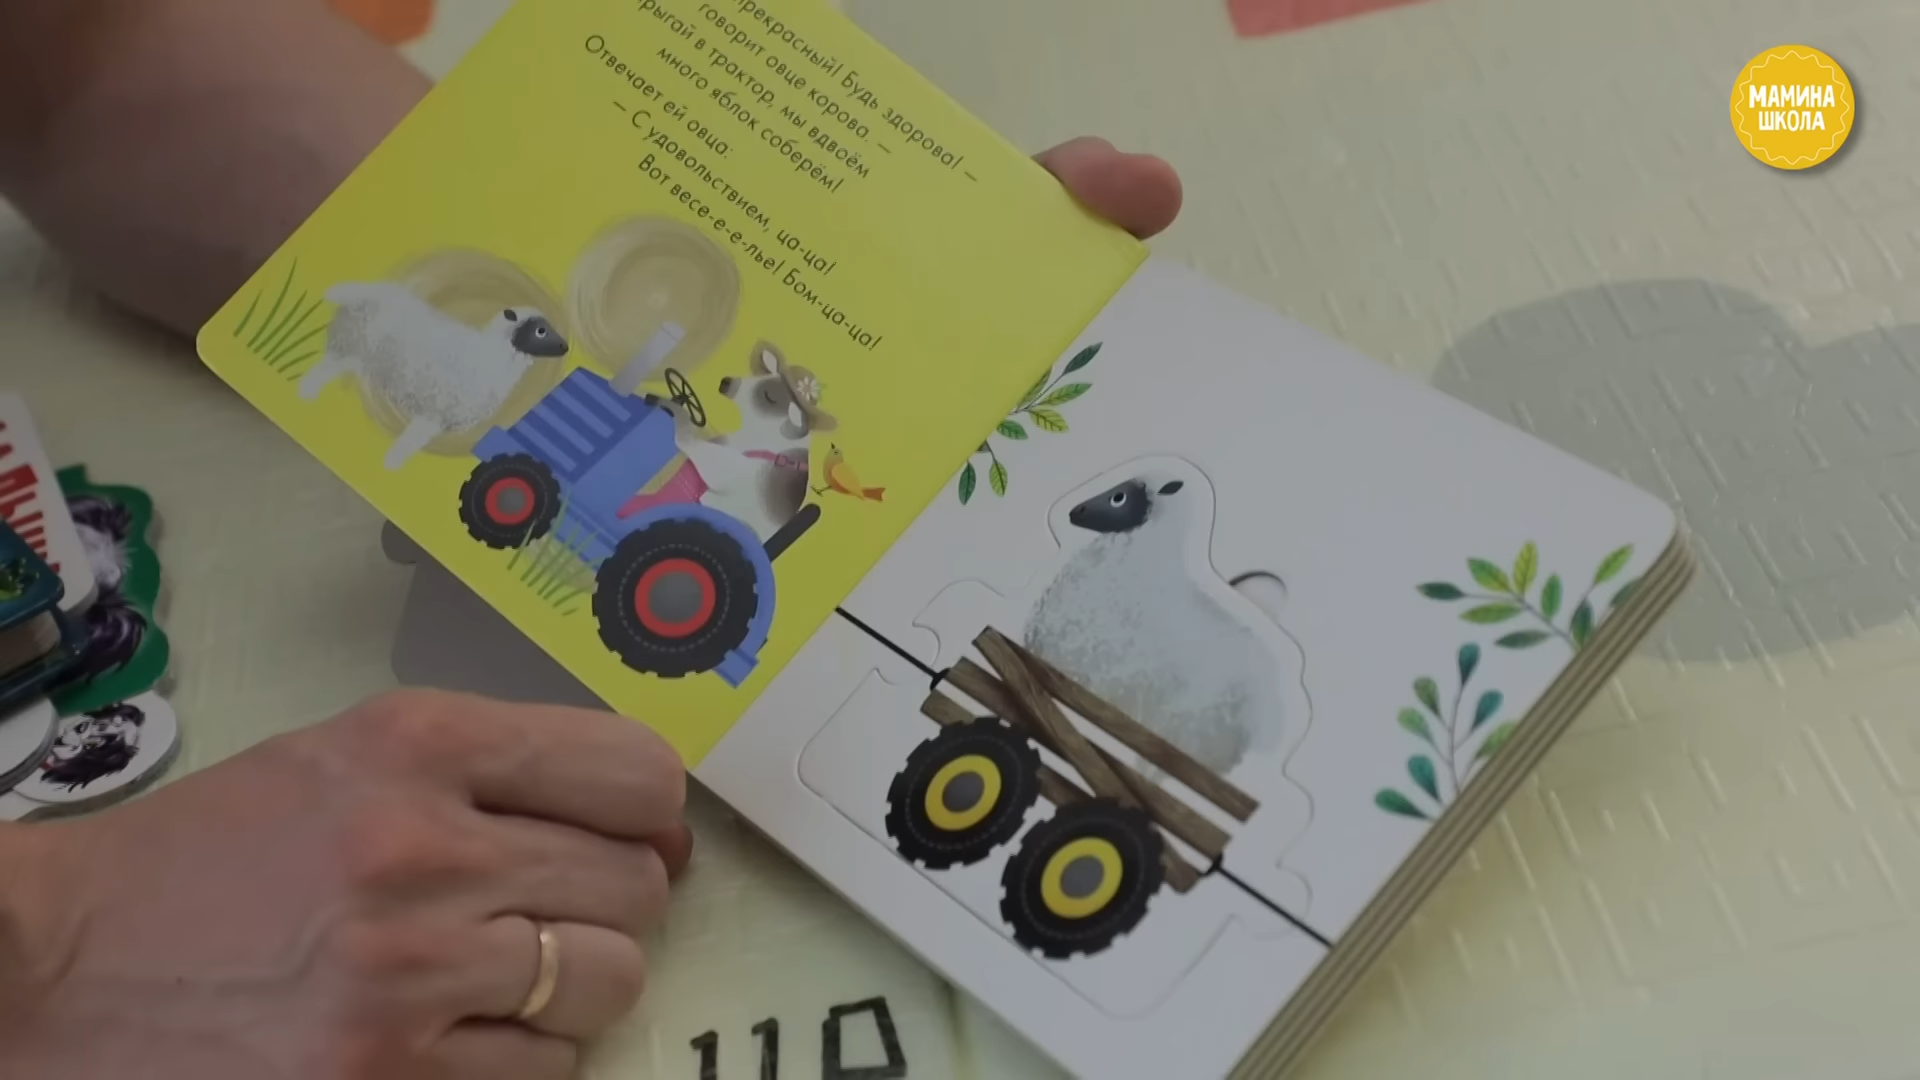 прекрасный! Будь здорова! –
говорит овце корова. –
прыгай в трактор, мы вдвоём
много яблок соберём!
Отвечает ей овца:
– С удовольствием, ца-ца!
Вот весе-е-е-лье! Бом-ца-ца!
МАМИНА
ШКОЛА